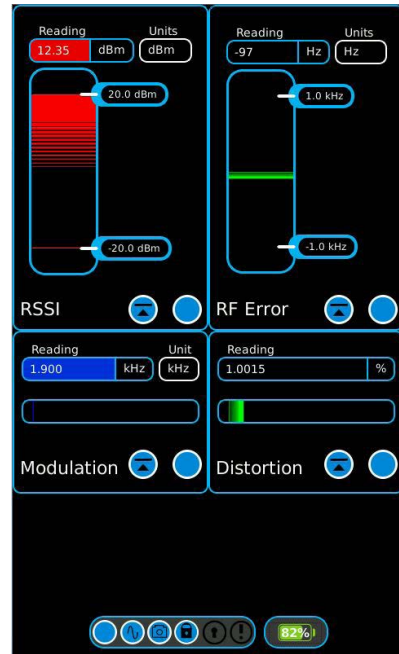 Reading Units
12.35 dBm dBm
20.0 dBm
-20.0 dBm
RSSI
Reading Units
-97 Hz Hz
1.0 kHz
-1.0 kHz
RF Error
Reading Unit
1.900 kHz kHz
Modulation
Reading
1.0015 %
Distortion
82%